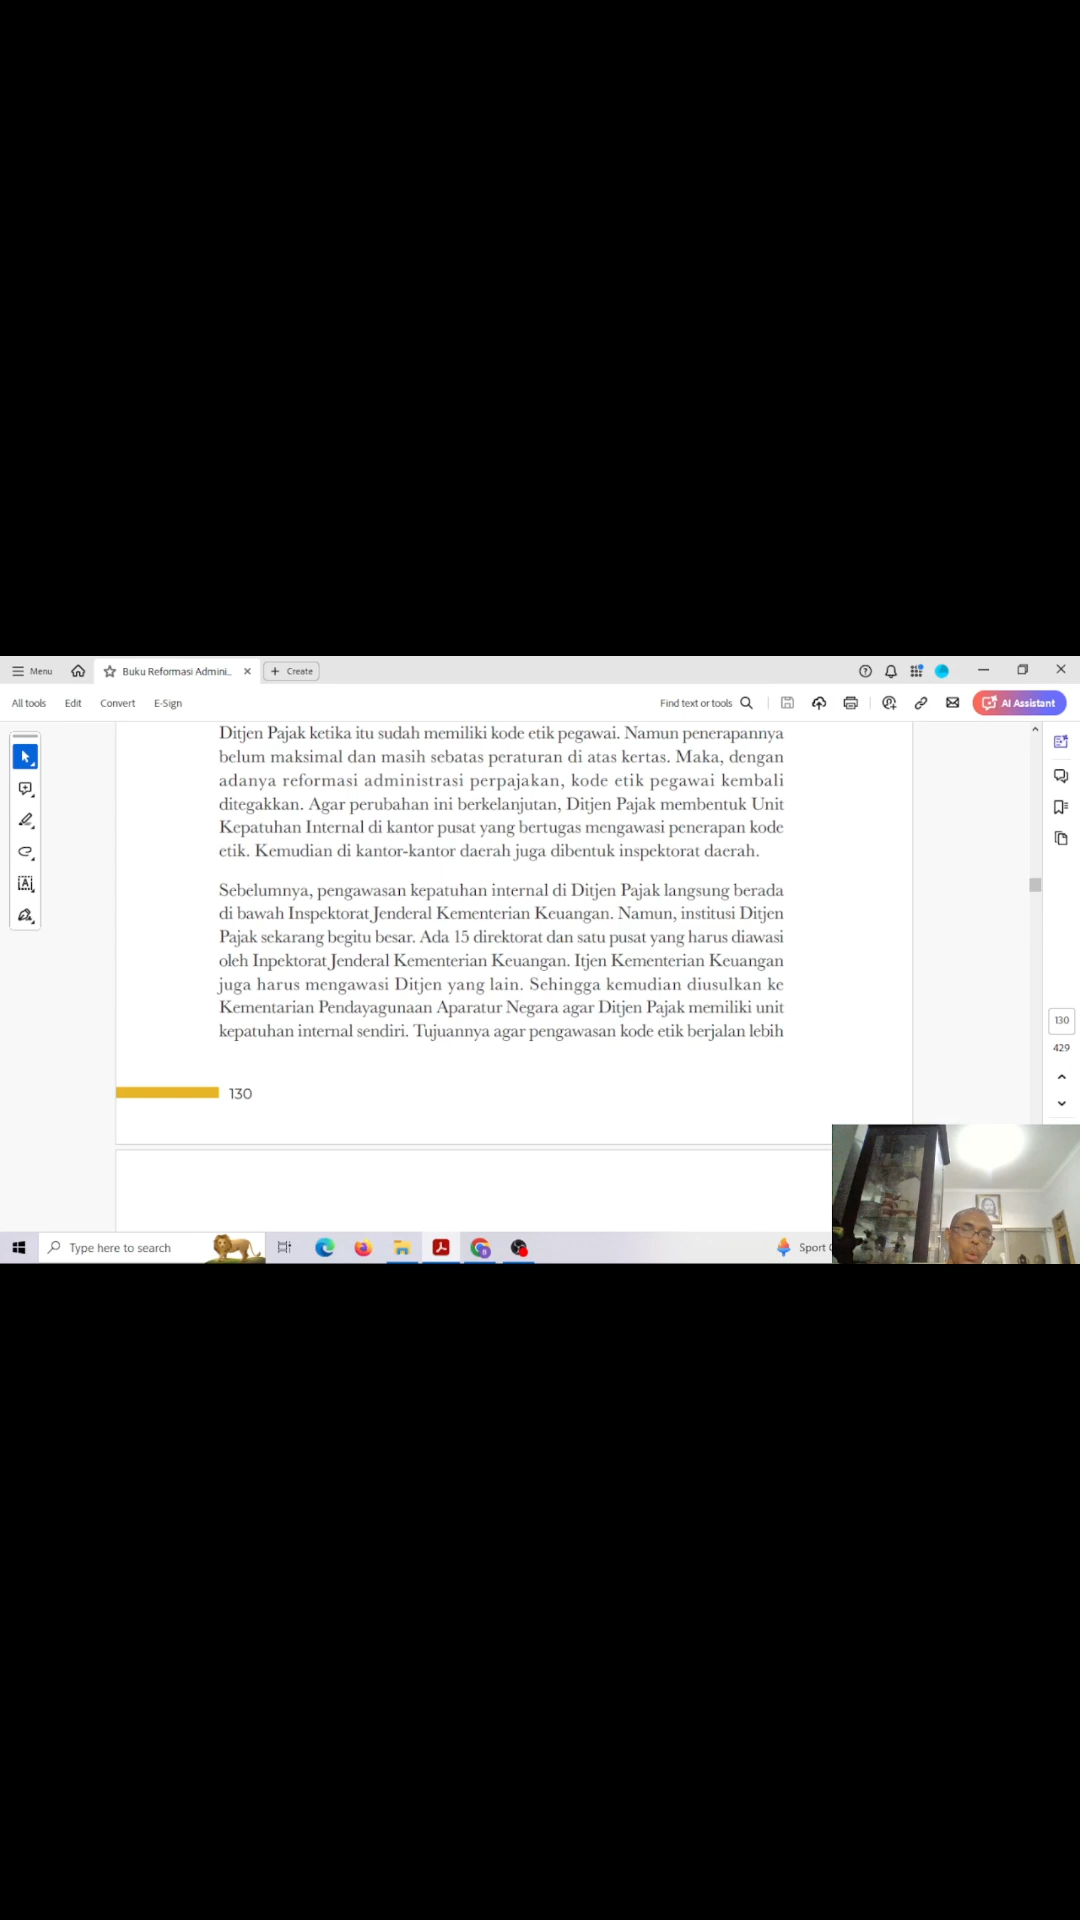 Menu
Buku Reformasi Admini...
Create
All tools
Edit
Convert
E-Sign
Find text or tools
AI Assistant
Ditjen Pajak ketika itu sudah memiliki kode etik pegawai. Namun penerapannya
belum maksimal dan masih sebatas peraturan di atas kertas. Maka, dengan
adanya reformasi administrasi perpajakan, kode etik pegawai kembali
ditegakkan. Agar perubahan ini berkelanjutan, Ditjen Pajak membentuk Unit
Kepatuhan Internal di kantor pusat yang bertugas mengawasi penerapan kode
etik. Kemudian di kantor-kantor daerah juga dibentuk inspektorat daerah.
Sebelumnya, pengawasan kepatuhan internal di Ditjen Pajak langsung berada
di bawah Inspektorat Jenderal Kementerian Keuangan. Namun, institusi Ditjen
Pajak sekarang begitu besar. Ada 15 direktorat dan satu pusat yang harus diawasi
oleh Inpektorat Jenderal Kementerian Keuangan. Itjen Kementerian Keuangan
juga harus mengawasi Ditjen yang lain. Sehingga kemudian diusulkan ke
Kementarian Pendayagunaan Aparatur Negara agar Ditjen Pajak memiliki unit
kepatuhan internal sendiri. Tujuannya agar pengawasan kode etik berjalan lebih
130
130
429
Type here to search
Sport